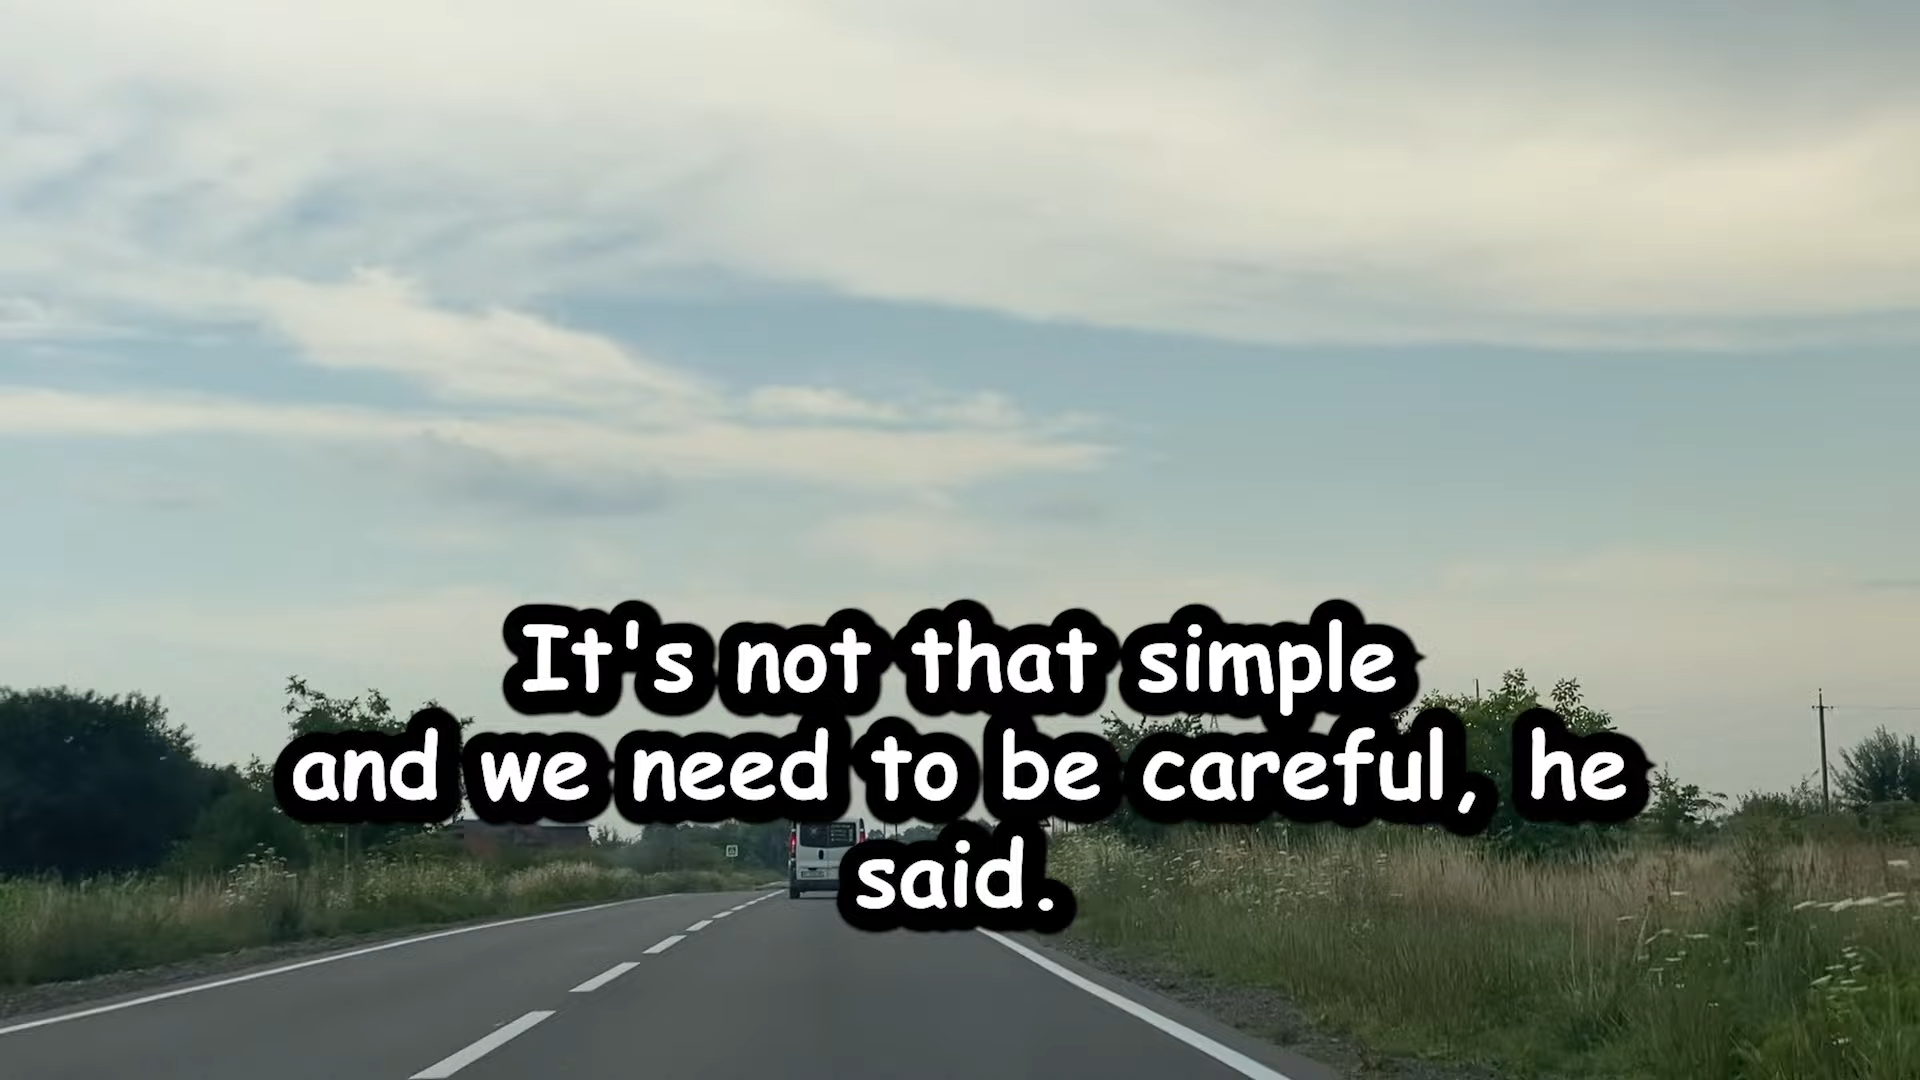 It's not that simple
and we need to be careful, he
said.